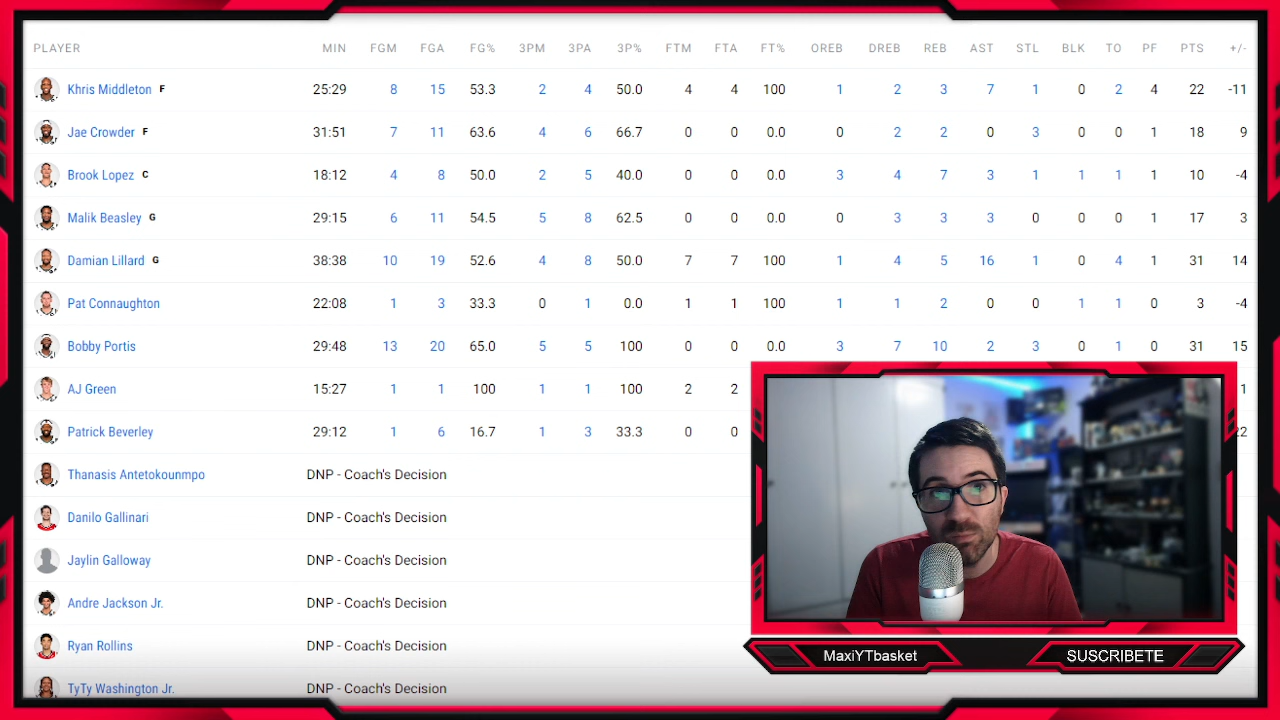 PLAYER MIN FGM FGA FG% 3PM 3PA 3P% FTM FTA FT% OREB DREB REB AST STL BLK TO PF PTS +/-
Khris Middleton F 25:29 8 15 53.3 2 4 50.0 4 4 100 1 2 3 7 1 0 2 4 22 -11
Jae Crowder F 31:51 7 11 63.6 4 6 66.7 0 0 0.0 0 2 2 0 3 0 0 1 18 9
Brook Lopez C 18:12 4 8 50.0 2 5 40.0 0 0 0.0 3 4 7 3 1 1 1 1 10 -4
Malik Beasley G 29:15 6 11 54.5 5 8 62.5 0 0 0.0 0 3 3 3 0 0 0 1 17 3
Damian Lillard G 38:38 10 19 52.6 4 8 50.0 7 7 100 1 4 5 16 1 0 4 1 31 14
Pat Connaughton 22:08 1 3 33.3 0 1 0.0 1 1 100 1 1 2 0 0 1 1 0 3 -4
Bobby Portis 29:48 13 20 65.0 5 5 100 0 0 0.0 3 7 10 2 3 0 1 0 31 15
AJ Green 15:27 1 1 100 1 1 100 2 2
Patrick Beverley 29:12 1 6 16.7 1 3 33.3 0 0
Thanasis Antetokounmpo DNP - Coach's Decision
Danilo Gallinari DNP - Coach's Decision
Jaylin Galloway DNP - Coach's Decision
Andre Jackson Jr. DNP - Coach's Decision
Ryan Rollins DNP - Coach's Decision
TyTy Washington Jr. DNP - Coach's Decision
MaxiYTbasket
SUSCRIBETE